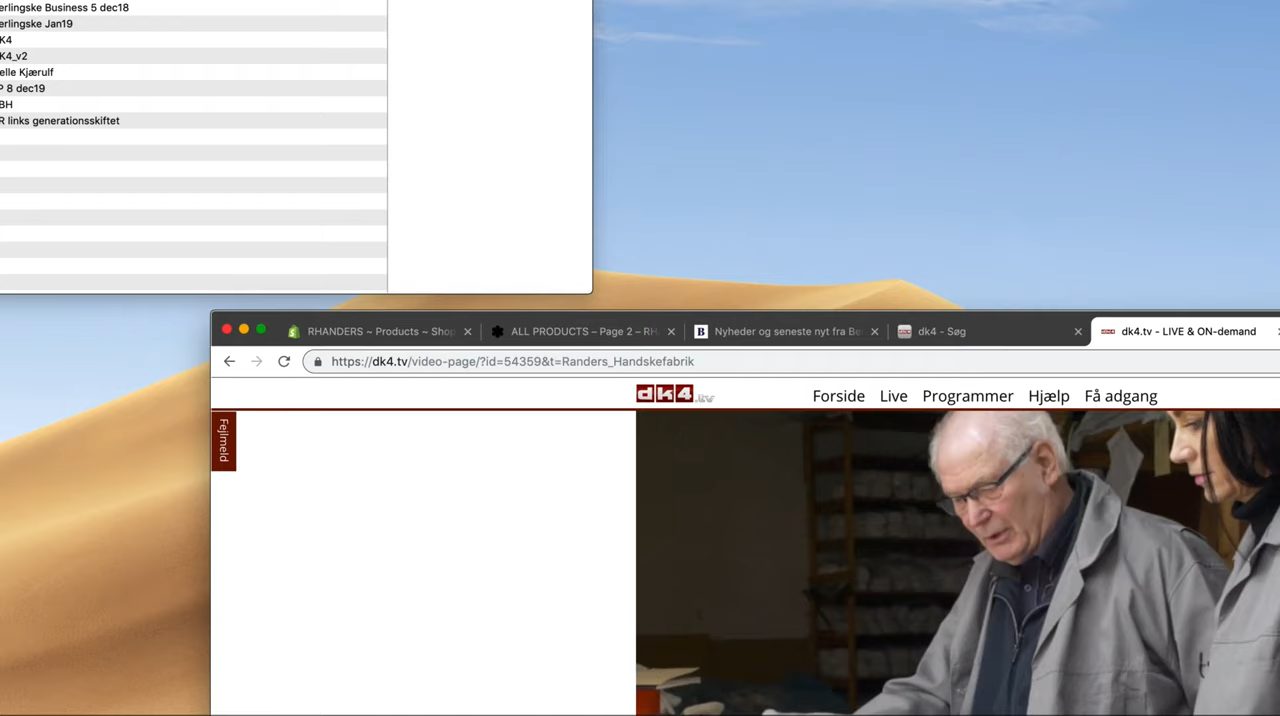 erlingske Business 5 dec18
erlingske Jan19
K4
K4_v2
elle Kjærulf
P 8 dec19
BH
R links generationsskiftet
RHANDERS ~ Products ~ Shop
ALL PRODUCTS – Page 2 – RH
B Nyheder og seneste nyt fra Be
dk4 - Søg
dk4.tv - LIVE & ON-demand
https://dk4.tv/video-page/?id=54359&t=Randers_Handskefabrik
dk4.tv
Forside Live Programmer Hjælp Få adgang
Fejlmeld